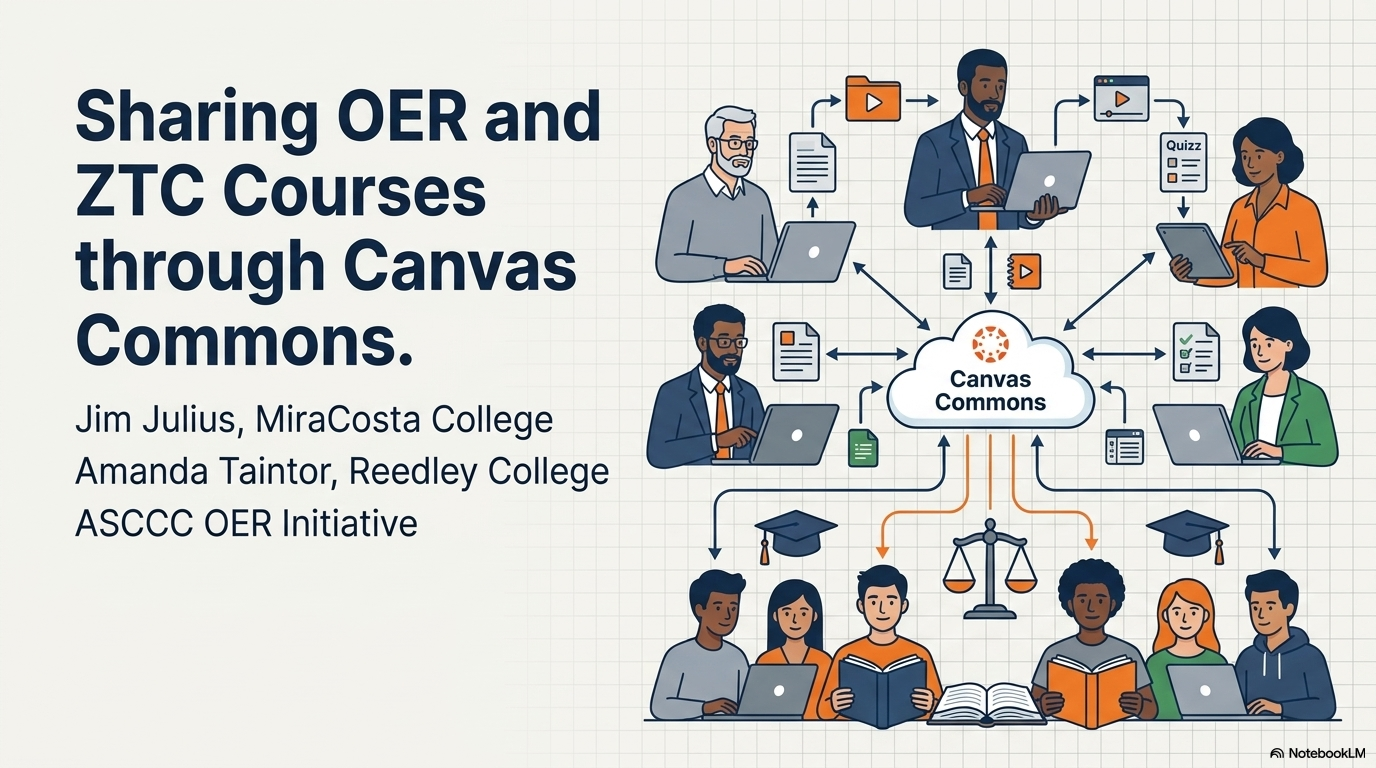 Sharing OER and
ZTC Courses
through Canvas
Commons.
Jim Julius, MiraCosta College
Amanda Taintor, Reedley College
ASCCC OER Initiative
Quizz
Canvas
Commons
NotebookLM